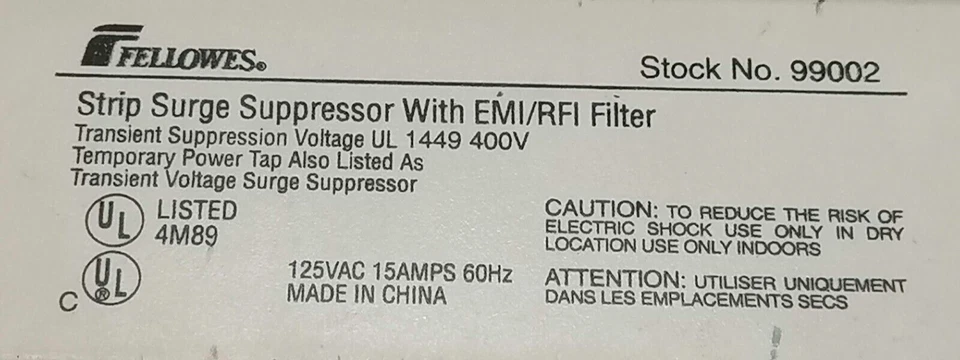 FELLOWES®
Stock No. 99002
Strip Surge Suppressor With EMI/RFI Filter
Transient Suppression Voltage UL 1449 400V
Temporary Power Tap Also Listed As
Transient Voltage Surge Suppressor
UL LISTED
4M89
C UL®
125VAC 15AMPS 60Hz
MADE IN CHINA
CAUTION: TO REDUCE THE RISK OF
ELECTRIC SHOCK USE ONLY IN DRY
LOCATION USE ONLY INDOORS
ATTENTION: UTILISER UNIQUEMENT
DANS LES EMPLACEMENTS SECS